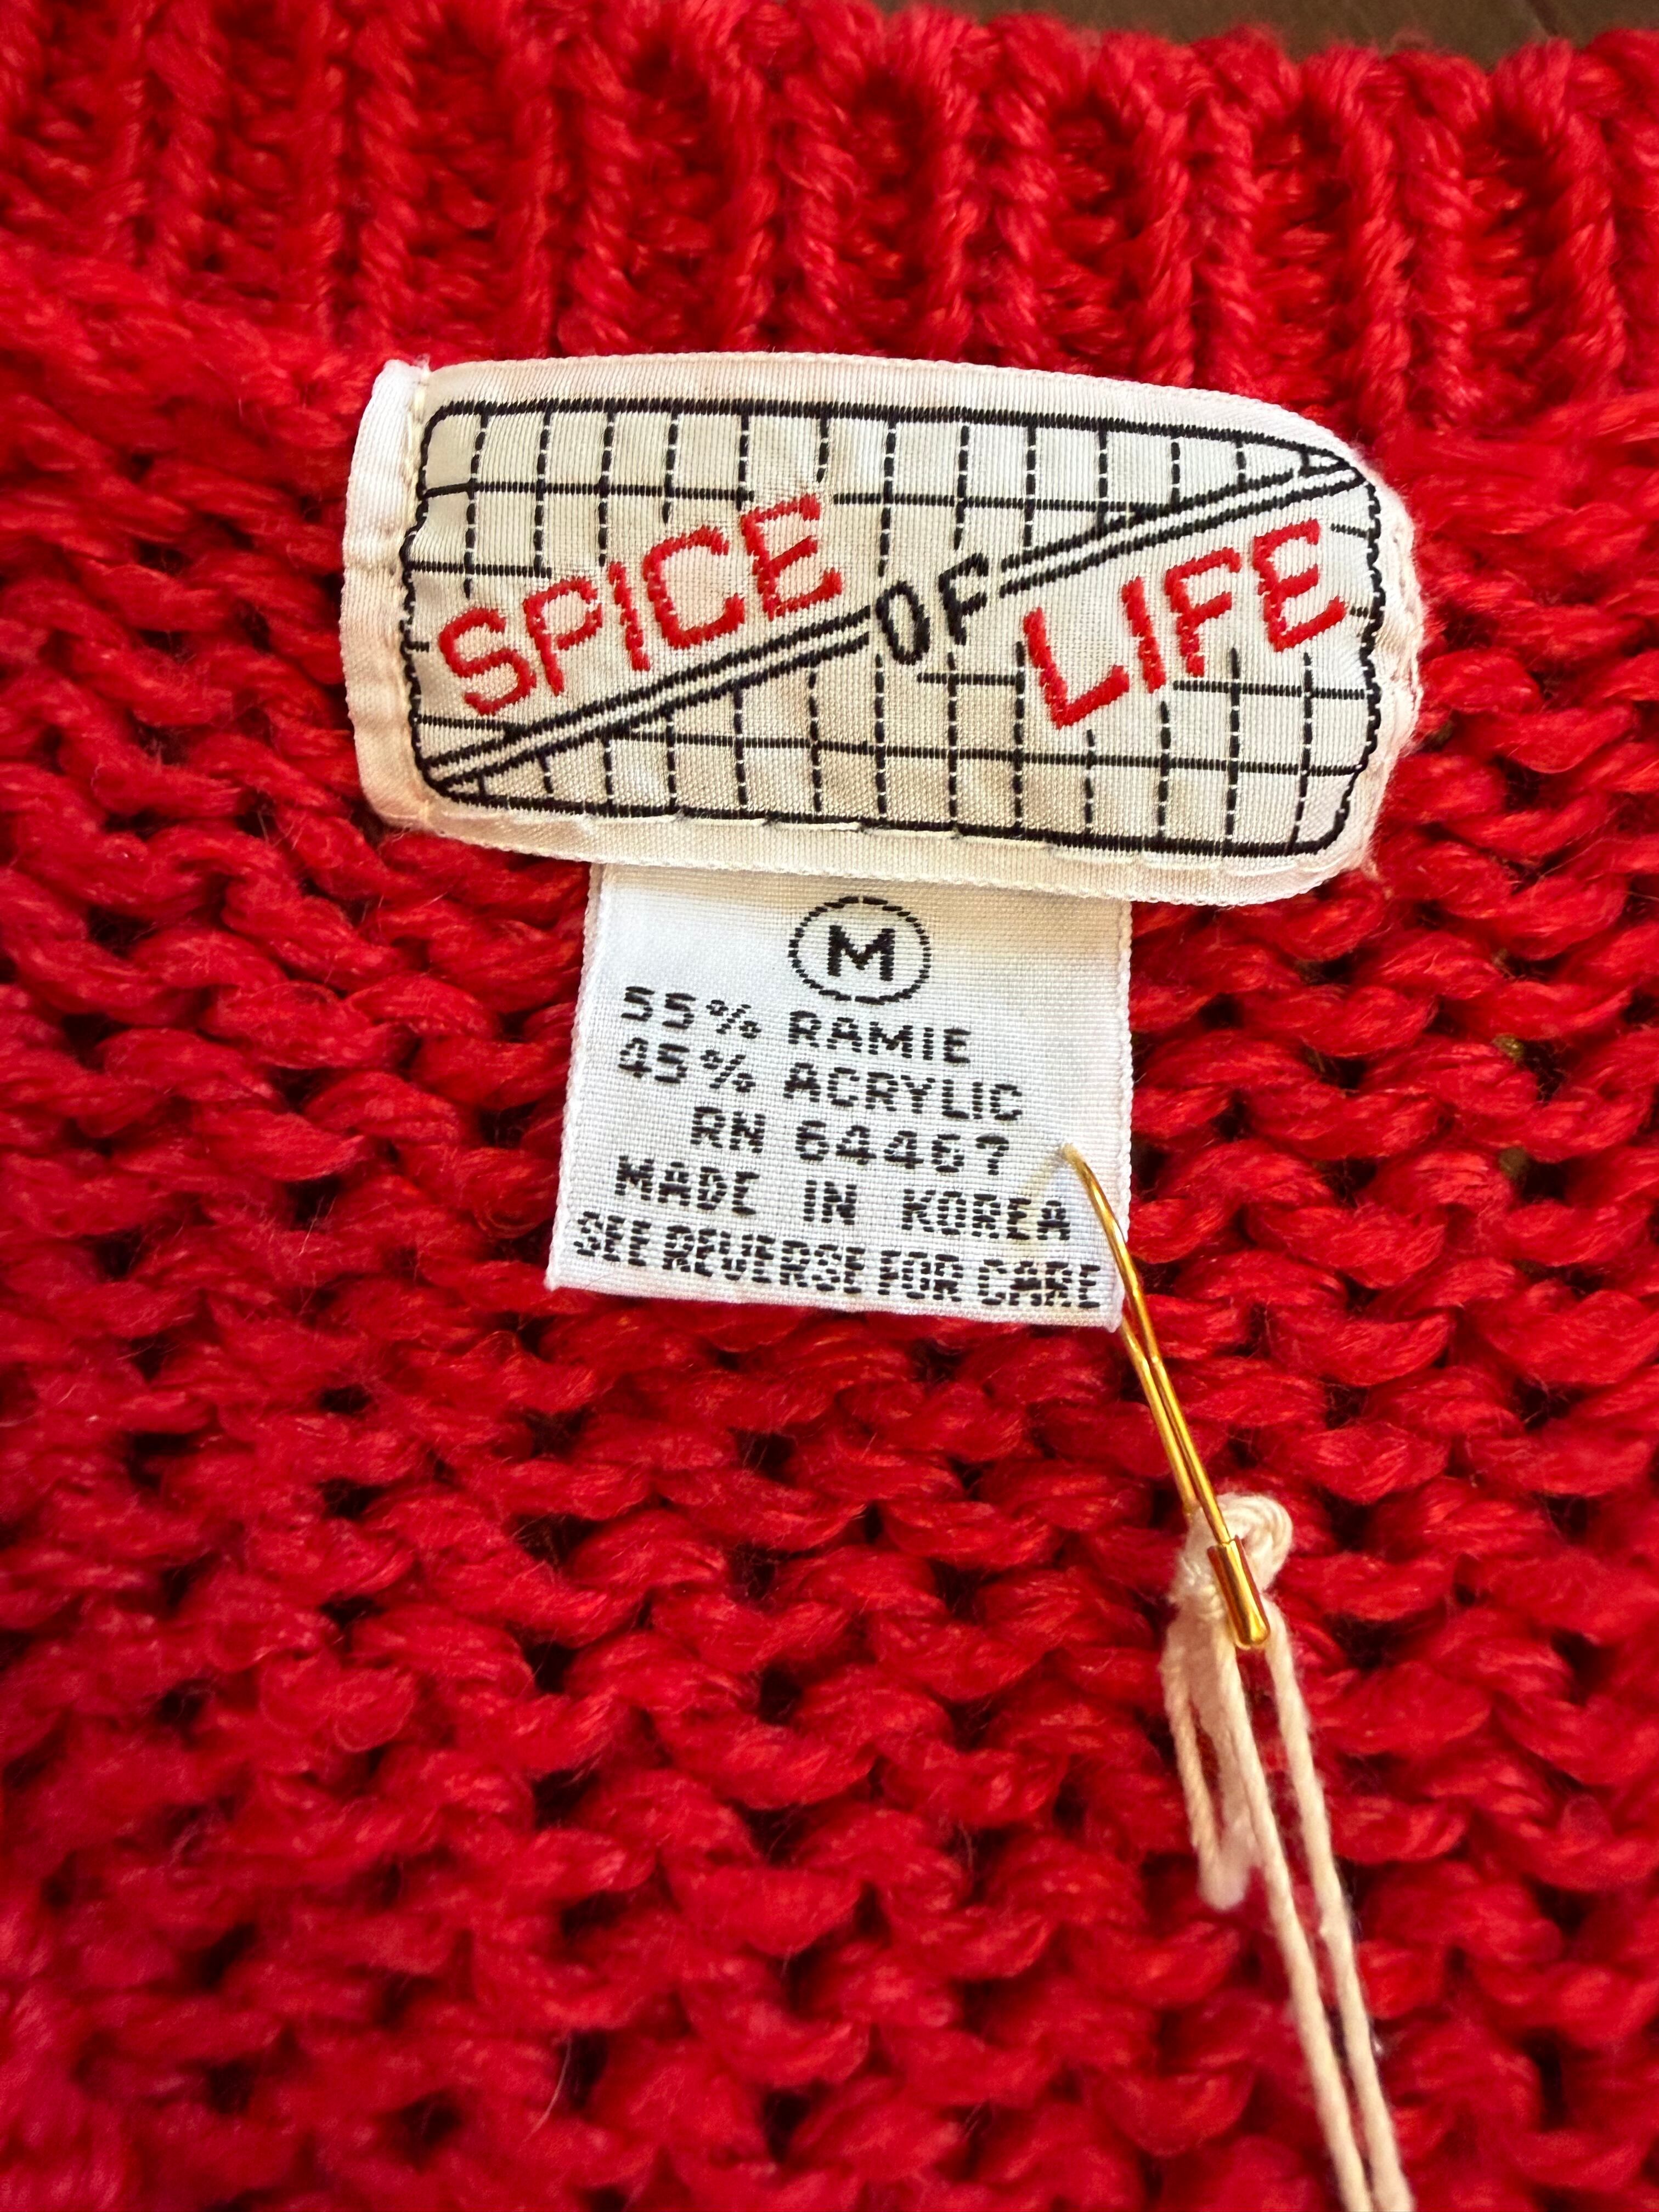 SPICE OF LIFE
M
55% RAMIE
45% ACRYLIC
RN 64467
MADE IN KOREA
SEE REVERSE FOR CARE